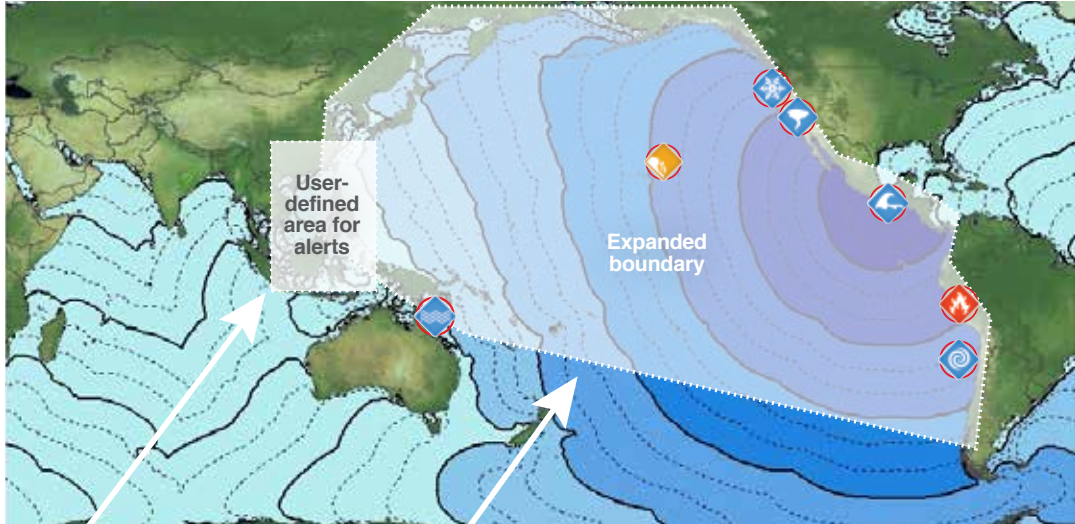 User-
defined
area for
alerts
Expanded
boundary